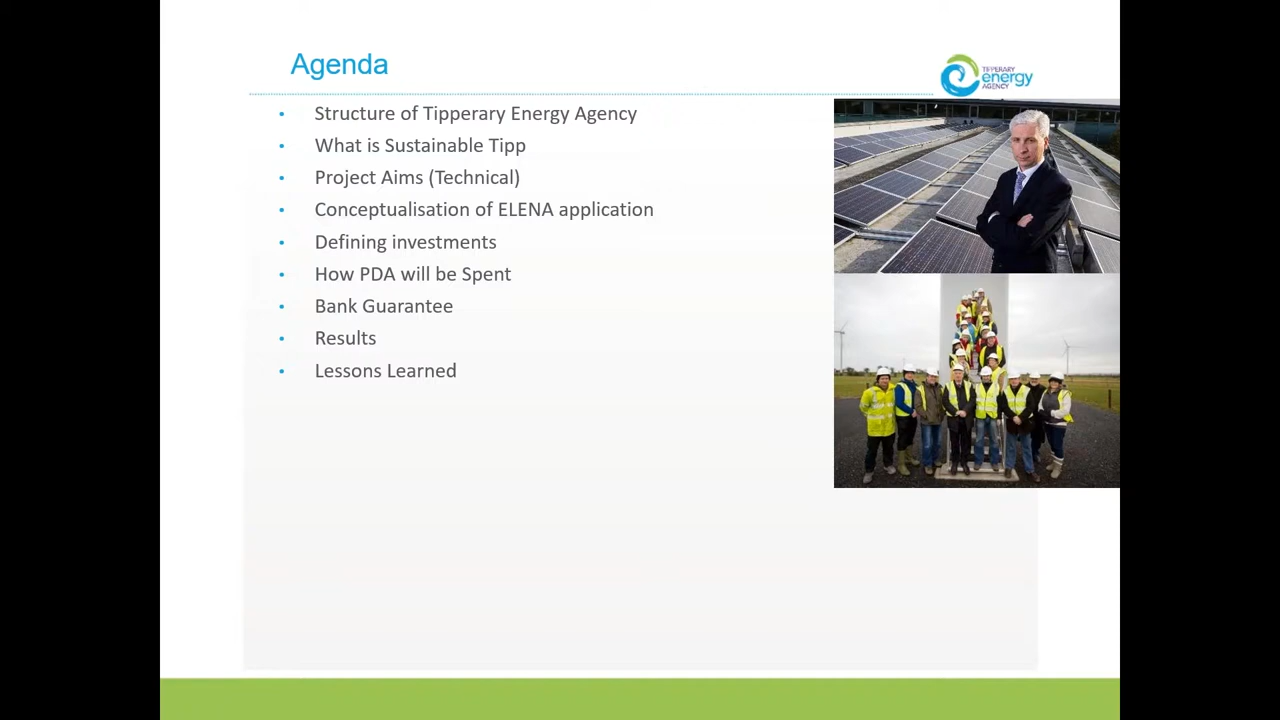 Agenda
TIPPERARY
energy
AGENCY
• Structure of Tipperary Energy Agency
• What is Sustainable Tipp
• Project Aims (Technical)
• Conceptualisation of ELENA application
• Defining investments
• How PDA will be Spent
• Bank Guarantee
• Results
• Lessons Learned